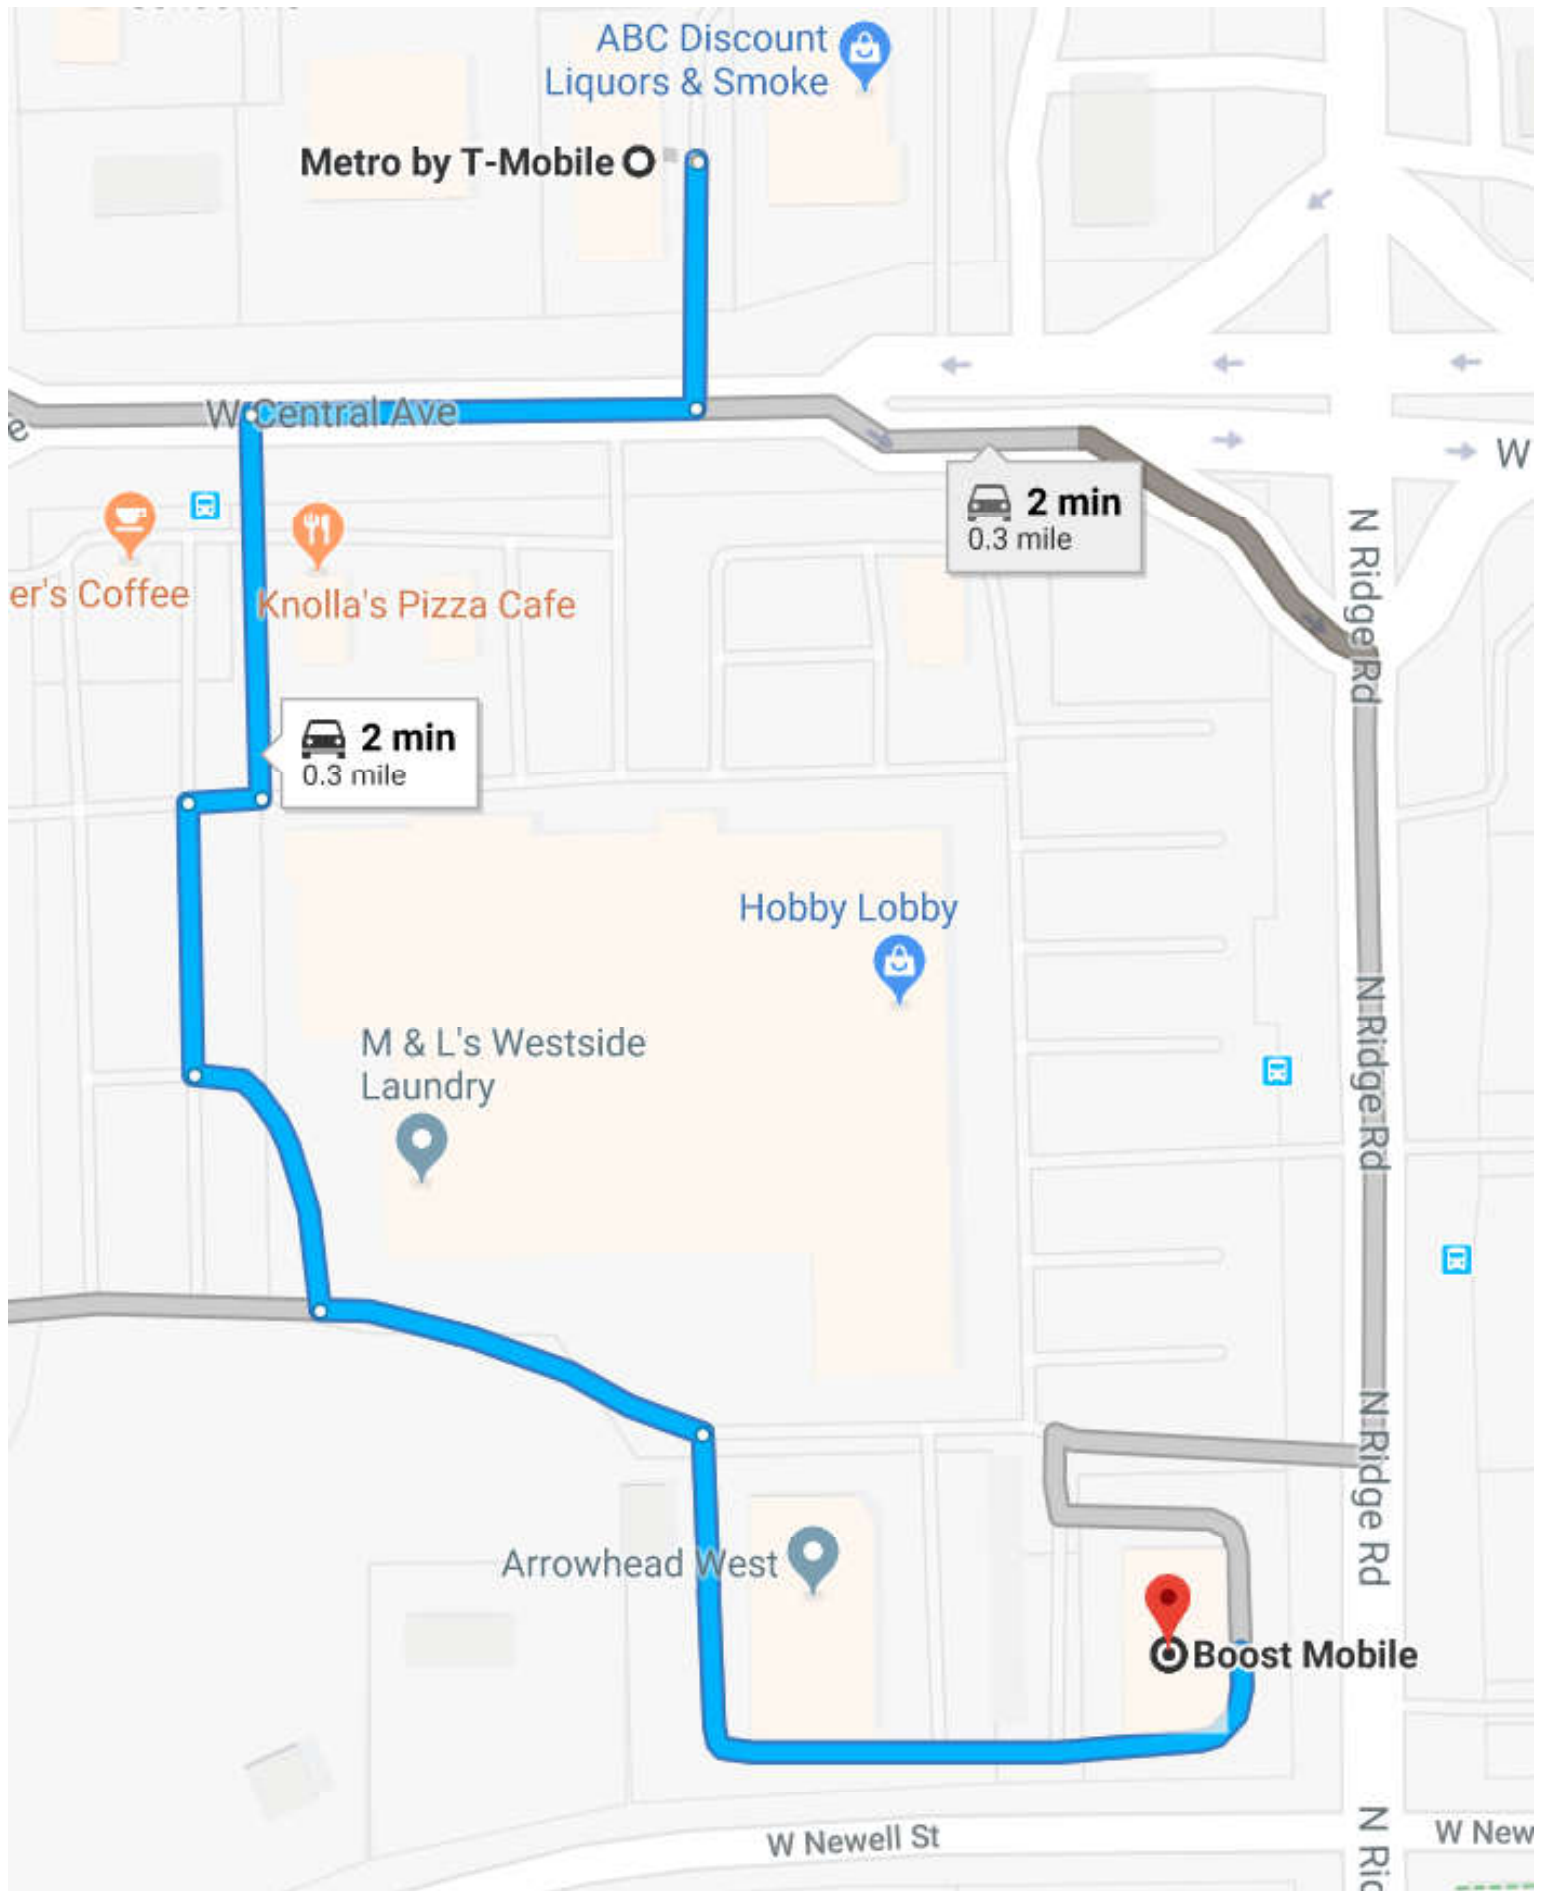 ABC Discount
Liquors & Smoke
Metro by T-Mobile
W Central Ave
W
2 min
0.3 mile
N Ridge Rd
er's Coffee
Knolla's Pizza Cafe
2 min
0.3 mile
Hobby Lobby
N Ridge Rd
M & L's Westside
Laundry
N Ridge Rd
Arrowhead West
Boost Mobile
W Newell St
N Ric
W New